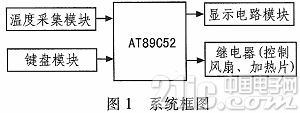 温度采集模块
键盘模块
AT89C52
显示电路模块
继电器(控制
风扇、加热片)
图1 系统框图